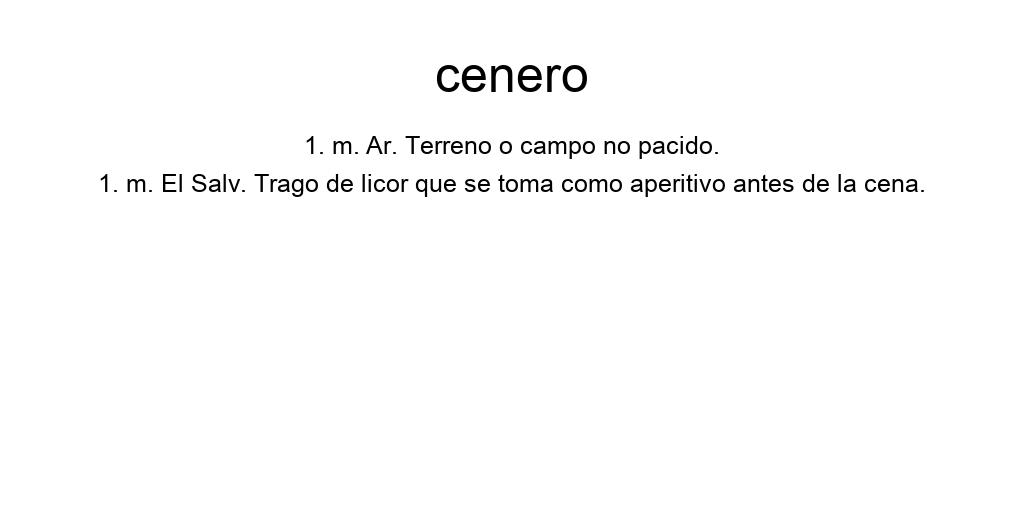 cenero
1. m. Ar. Terreno o campo no pacido.
1. m. El Salv. Trago de licor que se toma como aperitivo antes de la cena.